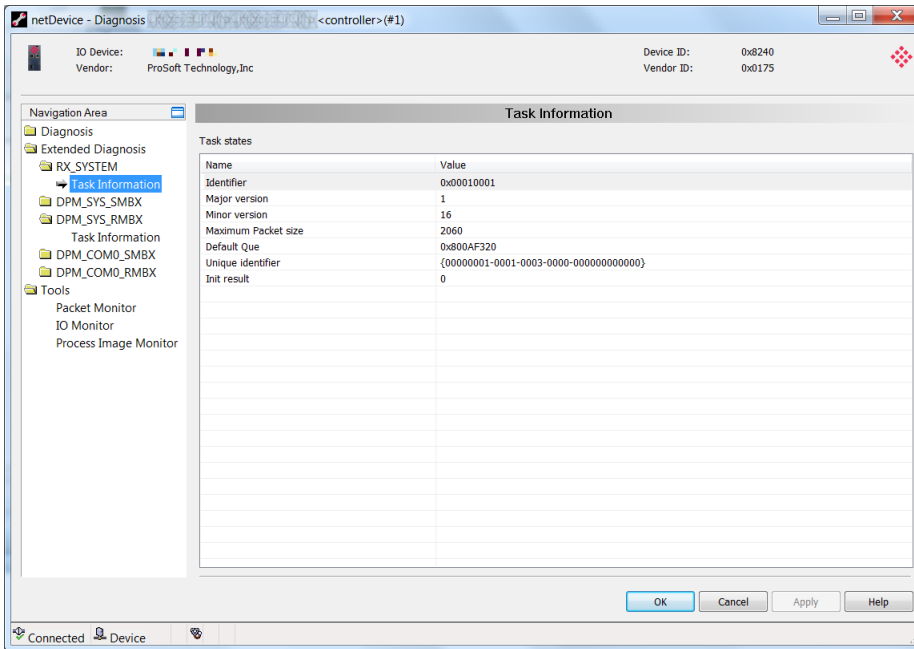 netDevice - Diagnosis <controller>(#1)
IO Device:
Device ID: 0x8240
Vendor: ProSoft Technology,Inc
Vendor ID: 0x0175
Navigation Area
Task Information
Diagnosis
Extended Diagnosis
RX_SYSTEM
Task Information
DPM_SYS_SMBX
DPM_SYS_RMBX
Task Information
DPM_COM0_SMBX
DPM_COM0_RMBX
Tools
Packet Monitor
IO Monitor
Process Image Monitor
Task states
Name Value
Identifier 0x00010001
Major version 1
Minor version 16
Maximum Packet size 2060
Default Que 0x800AF320
Unique identifier {00000001-0001-0003-0000-000000000000}
Init result 0
OK Cancel Apply Help
Connected Device